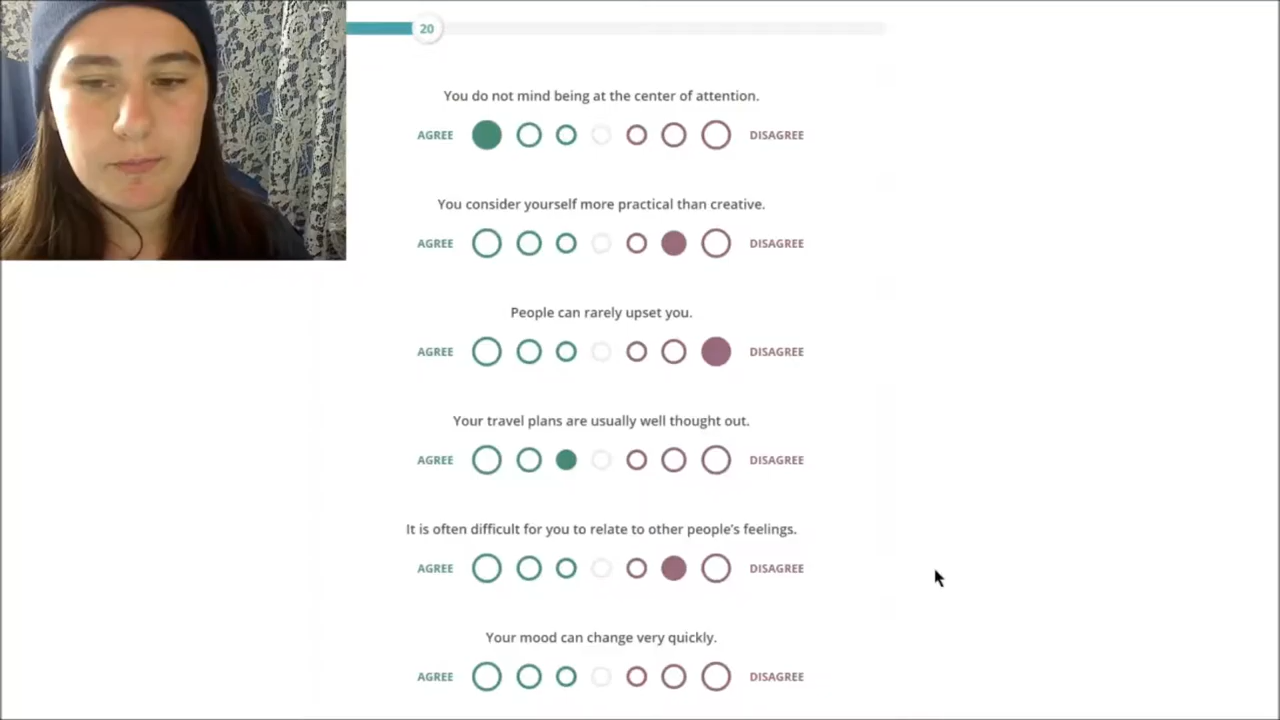 20
You do not mind being at the center of attention.
AGREE DISAGREE
You consider yourself more practical than creative.
AGREE DISAGREE
People can rarely upset you.
AGREE DISAGREE
Your travel plans are usually well thought out.
AGREE DISAGREE
It is often difficult for you to relate to other people's feelings.
AGREE DISAGREE
Your mood can change very quickly.
AGREE DISAGREE